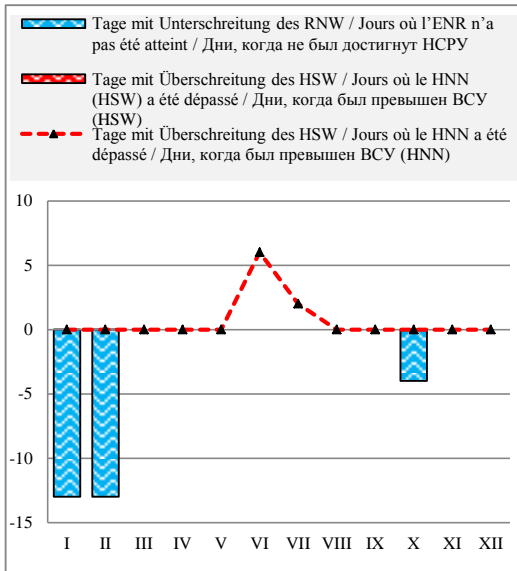 Tage mit Unterschreitung des RNW / Jours où l'ENR n'a
pas été atteint / Дни, когда не был достигнут НСРУ
Tage mit Überschreitung des HSW / Jours où le HNN
(HSW) a été dépassé / Дни, когда был превышен ВСУ
(HSW)
Tage mit Überschreitung des HSW / Jours où le HNN a été
dépassé / Дни, когда был превышен ВСУ (HNN)
10
5
0
-5
-10
-15
I II III IV V VI VII VIII IX X XI XII